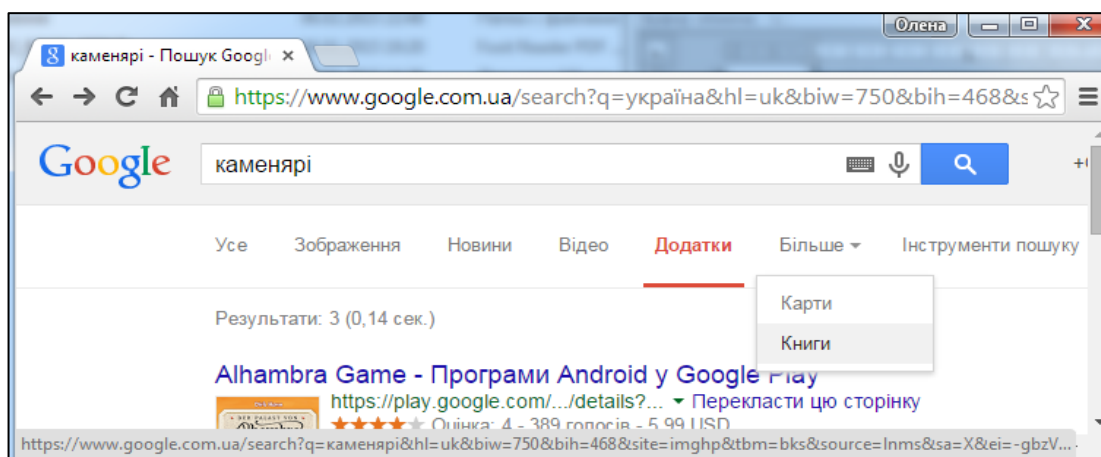 Олена
каменярі - Пошук Googl
https://www.google.com.ua/search?q=україна&hl=uk&biw=750&bih=468&s
Google каменярі
Усе Зображення Новини Відео Додатки Більше Інструменти пошуку
Карти
Результати: 3 (0,14 сек.)
Книги
Alhambra Game - Програми Android у Google Play
https://play.google.com/.../details?... Перекласти цю сторінку
Оцінка: 4 - 389 голосів - 5,99 USD
https://www.google.com.ua/search?q=каменярі&hl=uk&biw=750&bih=468&site=imghp&tbm=bks&source=lnms&sa=X&ei=-gbzV...